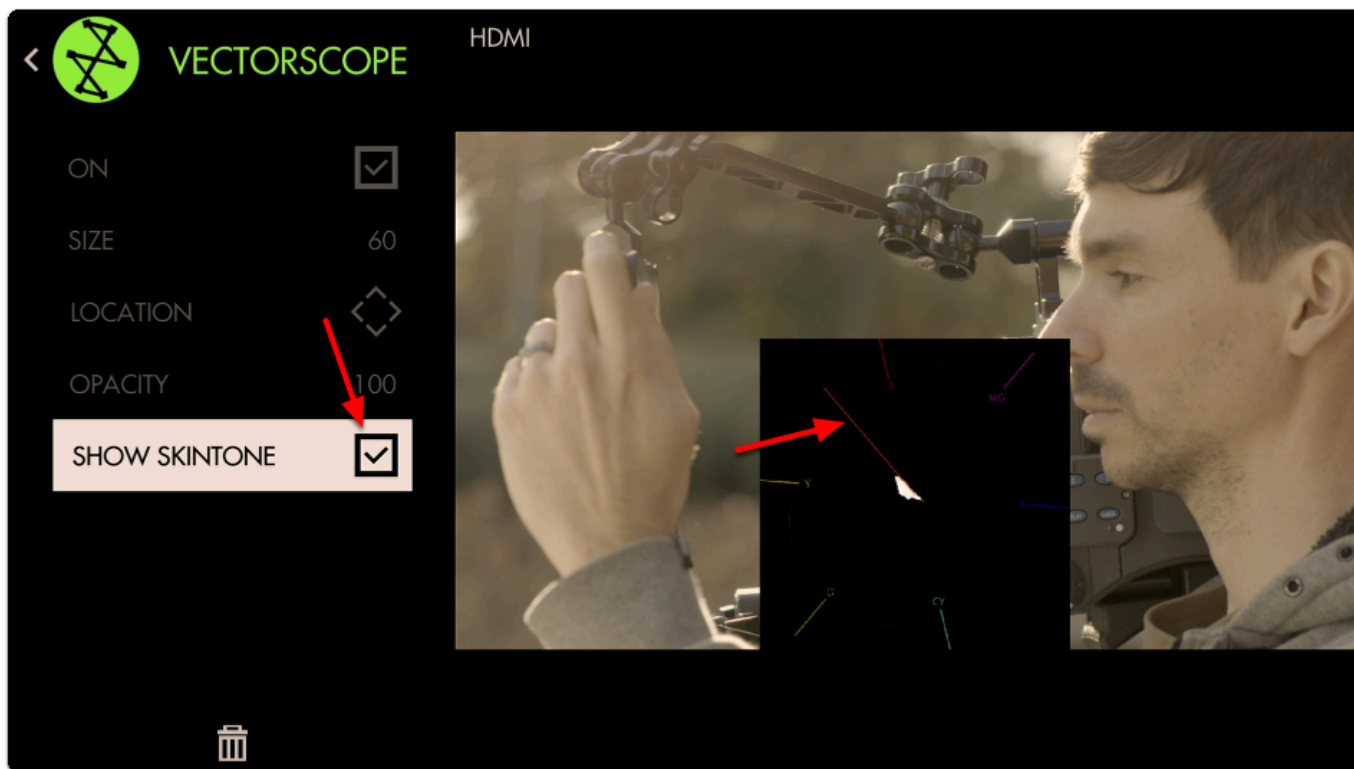 VECTORSCOPE
HDMI
ON
SIZE 60
LOCATION
OPACITY 100
SHOW SKINTONE
MG
Y
G
CY